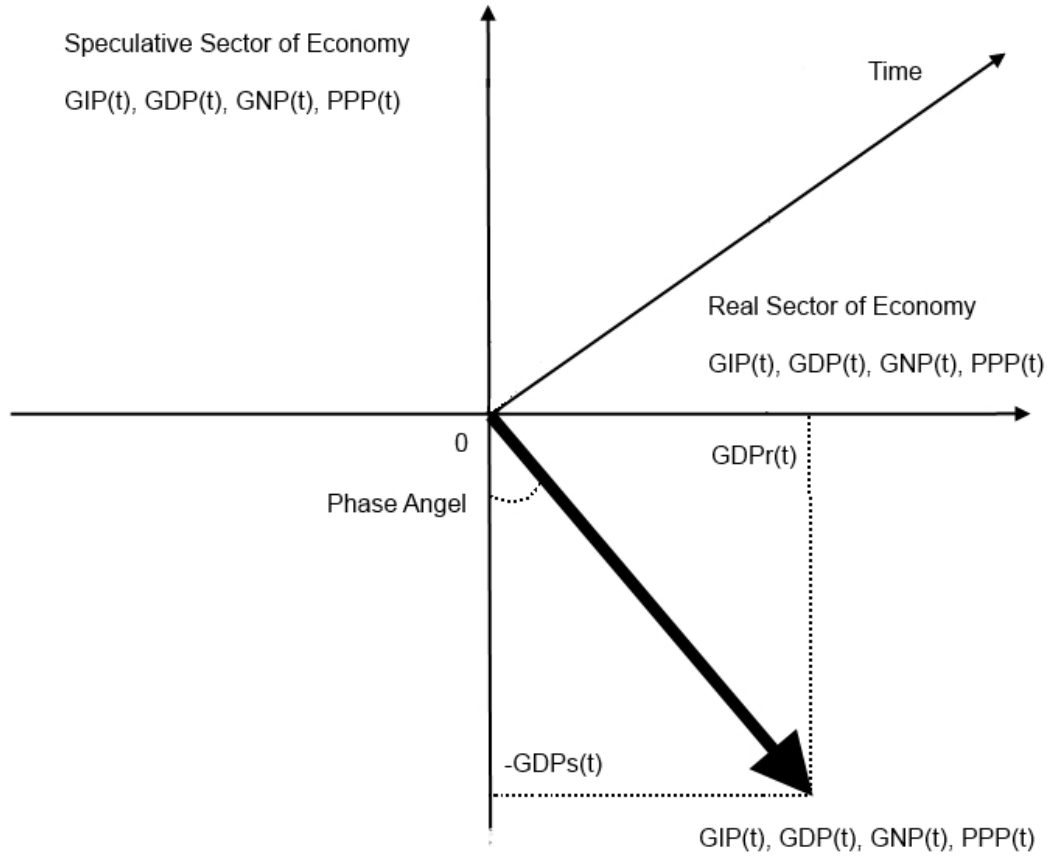 Speculative Sector of Economy
GIP(t), GDP(t), GNP(t), PPP(t)
Time
Real Sector of Economy
GIP(t), GDP(t), GNP(t), PPP(t)
0
GDPr(t)
Phase Angel
-GDPs(t)
GIP(t), GDP(t), GNP(t), PPP(t)